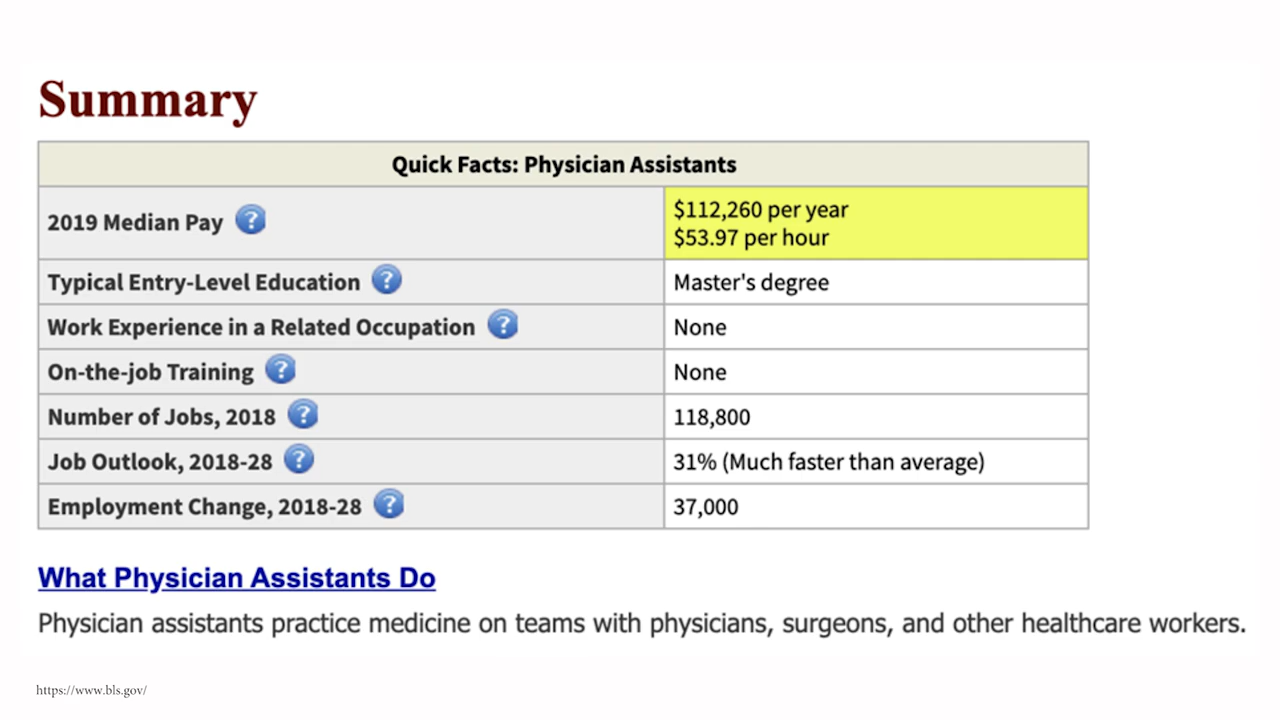 Summary
Quick Facts: Physician Assistants
2019 Median Pay ?
$112,260 per year
$53.97 per hour
Typical Entry-Level Education ?
Master's degree
Work Experience in a Related Occupation ?
None
On-the-job Training ?
None
Number of Jobs, 2018 ?
118,800
Job Outlook, 2018-28 ?
31% (Much faster than average)
Employment Change, 2018-28 ?
37,000
What Physician Assistants Do
Physician assistants practice medicine on teams with physicians, surgeons, and other healthcare workers.
https://www.bls.gov/